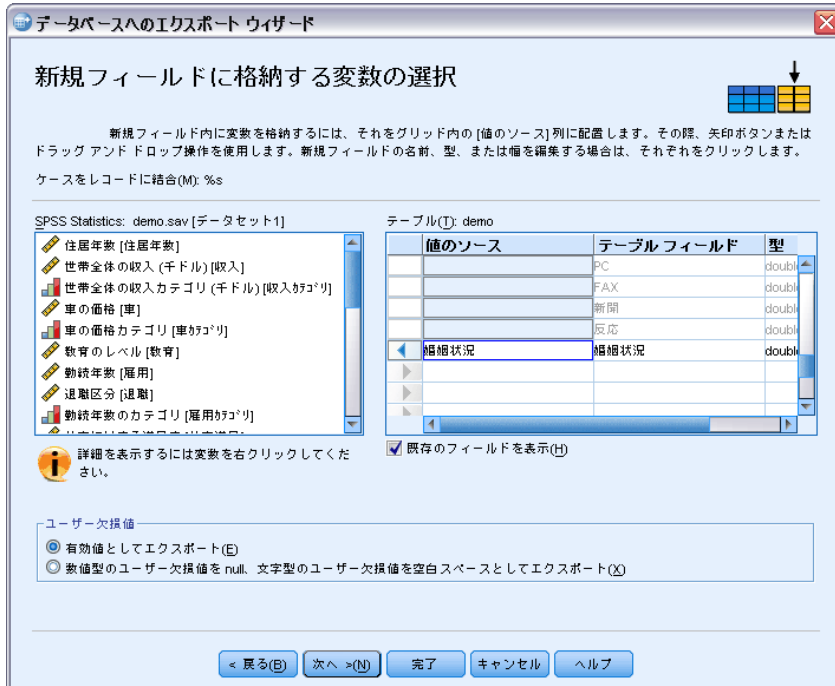 データベースへのエクスポート ウィザード
新規フィールドに格納する変数の選択
新規フィールド内に変数を格納するには、それをグリッド内の [値のソース] 列に配置します。その際、矢印ボタンまたは
ドラッグ アンド ドロップ操作を使用します。新規フィールドの名前、型、または幅を編集する場合は、それぞれをクリックします。
ケースをレコードに結合(M): %s
SPSS Statistics: demo.sav [データセット1]
住居年数 [住居年数]
世帯全体の収入 (千ドル) [収入]
世帯全体の収入カテゴリ (千ドル) [収入ｶﾃｺﾞﾘ]
車の価格 [車]
車の価格カテゴリ [車ｶﾃｺﾞﾘ]
教育のレベル [教育]
勤続年数 [雇用]
退職区分 [退職]
勤続年数のカテゴリ [雇用ｶﾃｺﾞﾘ]
詳細を表示するには変数を右クリックしてくだ
さい。
テーブル(T): demo
値のソース テーブル フィールド 型
PC doubl
FAX doubl
新聞 doubl
反応 doubl
婚姻状況 婚姻状況 doubl
既存のフィールドを表示(H)
ユーザー欠損値
有効値としてエクスポート(E)
数値型のユーザー欠損値を null、文字型のユーザー欠損値を空白スペースとしてエクスポート(X)
< 戻る(B) 次へ >(N) 完了 キャンセル ヘルプ